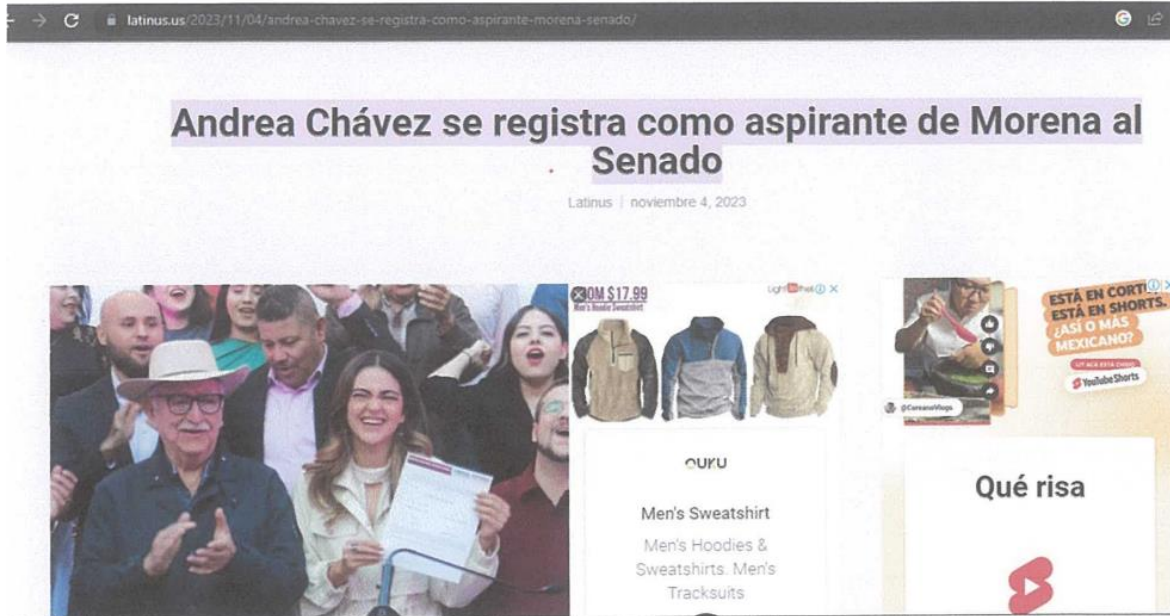 latinus.us/2023/11/04/andrea-chavez-se-registra-como-aspirante-morena-senado/
Andrea Chávez se registra como aspirante de Morena al
Senado
Latinus | noviembre 4, 2023
OM $17.99
Men's Hoodie Sweatshirt
ESTÁ EN CORTO
ESTÁ EN SHORTS.
¿ASÍ O MÁS
MEXICANO?
YouTube Shorts
@CoreanoVlogs
OUKU
Men's Sweatshirt
Men's Hoodies &
Sweatshirts. Men's
Tracksuits
Qué risa